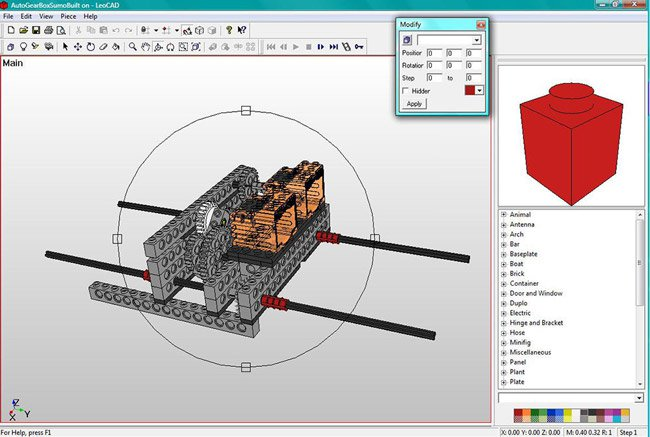 AutoGearBoxSumoBuilt on - LeoCAD
File Edit View Piece Help
Main
Modify
Position 0 0 0
Rotation 0 0 0
Step 0 to 0
Hidden
Apply
Animal
Antenna
Arch
Bar
Baseplate
Boat
Brick
Container
Door and Window
Duplo
Electric
Hinge and Bracket
Hose
Minifig
Miscellaneous
Panel
Plant
Plate
Z
X Y
For Help, press F1
X: 0.00 Y: 0.00 Z: 0.00 M: 0.40 0.32 R: 1 Step 1